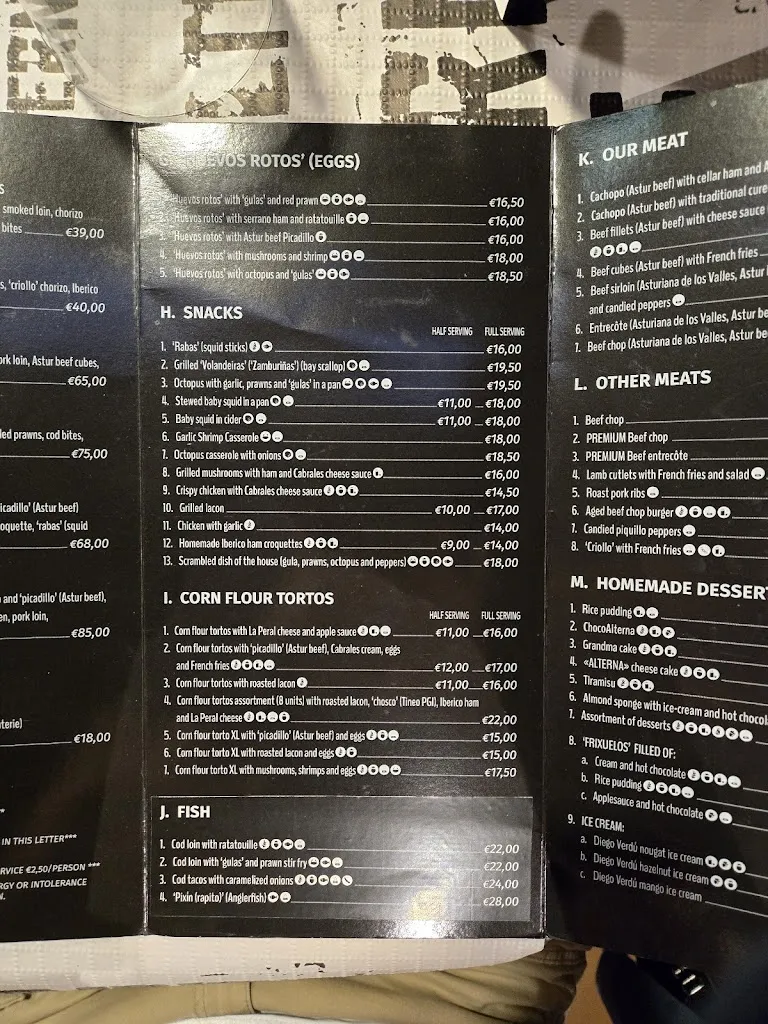 S
smoked loin, chorizo
bites €39,00
s, 'criollo' chorizo, Iberico
€40,00
ork loin, Astur beef cubes,
€65,00
led prawns, cod bites,
€75,00
icadillo' (Astur beef)
oquette, 'rabas' (squid
€68,00
n and 'picadillo' (Astur beef),
en, pork loin,
€85,00
terie)
€18,00
IN THIS LETTER***
RVICE €2,50/PERSON ***
RGY OR INTOLERANCE
N.
HUEVOS ROTOS' (EGGS)
'Huevos rotos' with 'gulas' and red prawn €16,50
'Huevos rotos' with serrano ham and ratatouille €16,00
3. 'Huevos rotos' with Astur beef Picadillo €16,00
4. 'Huevos rotos' with mushrooms and shrimp €18,00
5. 'Huevos rotos' with octopus and 'gulas' €18,50
H. SNACKS
HALF SERVING FULL SERVING
1. 'Rabas' (squid sticks) €16,00
2. Grilled 'Volandeiras' ('Zamburiñas') (bay scallop) €19,50
3. Octopus with garlic, prawns and 'gulas' in a pan €19,50
4. Stewed baby squid in a pan €11,00 €18,00
5. Baby squid in cider €11,00 €18,00
6. Garlic Shrimp Casserole €18,00
7. Octopus casserole with onions €18,50
8. Grilled mushrooms with ham and Cabrales cheese sauce €16,00
9. Crispy chicken with Cabrales cheese sauce €14,50
10. Grilled lacon €10,00 €17,00
11. Chicken with garlic €14,00
12. Homemade Iberico ham croquettes €9,00 €14,00
13. Scrambled dish of the house (gula, prawns, octopus and peppers) €18,00
I. CORN FLOUR TORTOS
HALF SERVING FULL SERVING
1. Corn flour tortos with La Peral cheese and apple sauce €11,00 €16,00
2. Corn flour tortos with 'picadillo' (Astur beef), Cabrales cream, eggs
and French fries €12,00 €17,00
3. Corn flour tortos with roasted lacon €11,00 €16,00
4. Corn flour tortos assortment (8 units) with roasted lacon, 'chosco' (Tineo PGI), Iberico ham
and La Peral cheese €22,00
5. Corn flour torto XL with 'picadillo' (Astur beef) and eggs €15,00
6. Corn flour torto XL with roasted lacon and eggs €15,00
7. Corn flour torto XL with mushrooms, shrimps and eggs €17,50
J. FISH
1. Cod loin with ratatouille €22,00
2. Cod loin with 'gulas' and prawn stir fry €22,00
3. Cod tacos with caramelized onions €24,00
4. 'Pixin (rapito)' (Anglerfish) €28,00
K. OUR MEAT
1. Cachopo (Astur beef) with cellar ham and A
2. Cachopo (Astur beef) with traditional cure
3. Beef fillets (Astur beef) with cheese sauce
4. Beef cubes (Astur beef) with French fries
5. Beef sirloin (Asturiana de los Valles, Astur
and candied peppers
6. Entrecôte (Asturiana de los Valles, Astur be
7. Beef chop (Asturiana de los Valles, Astur be
L. OTHER MEATS
1. Beef chop
2. PREMIUM Beef chop
3. PREMIUM Beef entrecôte
4. Lamb cutlets with French fries and salad
5. Roast pork ribs
6. Aged beef chop burger
7. Candied piquillo peppers
8. 'Criollo' with French fries
M. HOMEMADE DESSERT
1. Rice pudding
2. ChocoAlterna
3. Grandma cake
4. «ALTERNA» cheese cake
5. Tiramisu
6. Almond sponge with ice-cream and hot chocola
7. Assortment of desserts
8. 'FRIXUELOS' FILLED OF:
a. Cream and hot chocolate
b. Rice pudding
c. Applesauce and hot chocolate
9. ICE CREAM:
a. Diego Verdú nougat ice cream
b. Diego Verdú hazelnut ice cream
c. Diego Verdú mango ice cream